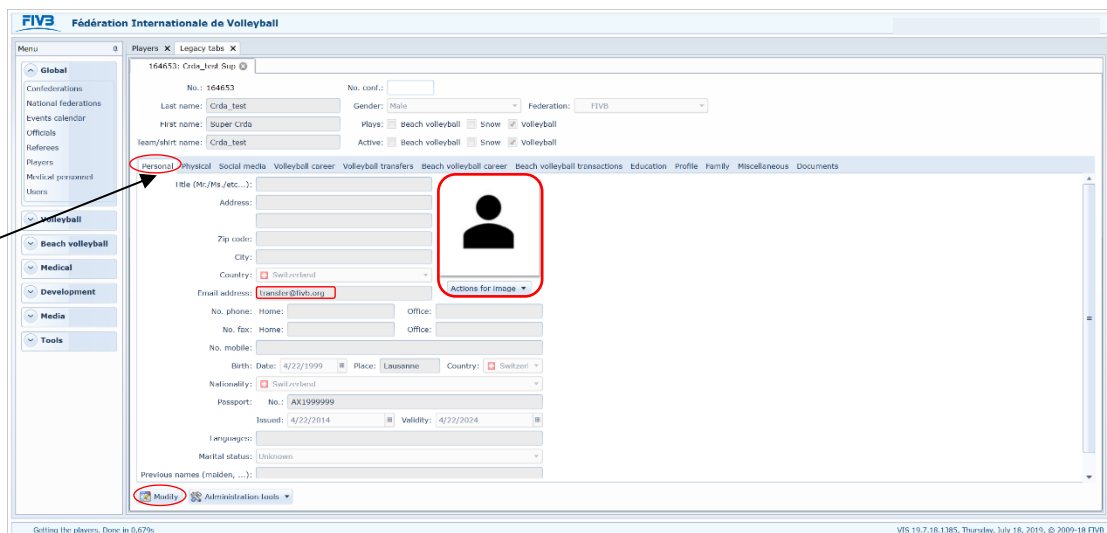 FIVB Fédération Internationale de Volleyball
Menu
Players X Legacy tabs X
Global
Confederations
National federations
Events calendar
Officials
Referees
Players
Medical personnel
Users
Volleyball
Beach volleyball
Medical
Development
Media
Tools
164653: Crda_test Sup
No.: 164653 No. conf.:
Last name: Crda_test Gender: Male Federation: FIVB
First name: Super Crda Plays: Beach volleyball Snow Volleyball
Team/shirt name: Crda_test Active: Beach volleyball Snow Volleyball
Personal Physical Social media Volleyball career Volleyball transfers Beach volleyball career Beach volleyball transactions Education Profile Family Miscellaneous Documents
Title (Mr./Ms./etc...):
Address:
Zip code:
City:
Country: Switzerland
Email address: transfer@fivb.org
Actions for image
No. phone: Home: Office:
No. fax: Home: Office:
No. mobile:
Birth: Date: 4/22/1999 Place: Lausanne Country: Switzerl
Nationality: Switzerland
Passport: No.: AX1999999
Issued: 4/22/2014 Validity: 4/22/2024
Languages:
Marital status: Unknown
Previous names (maiden, ...):
Modify Administration tools
Getting the players. Done in 0.679s
VIS 19.7.18.1385, Thursday, July 18, 2019, © 2009-18 FIVB